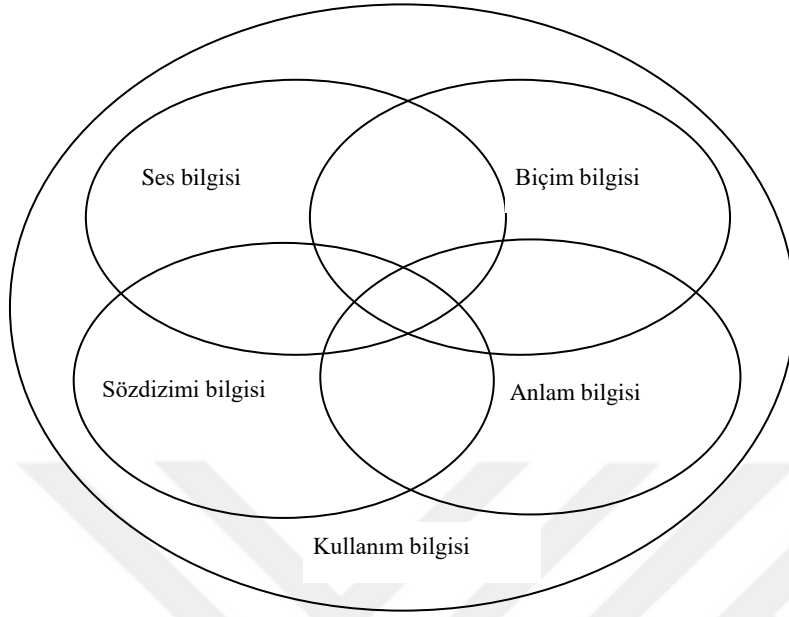 Ses bilgisi
Biçim bilgisi
Sözdizimi bilgisi
Anlam bilgisi
Kullanım bilgisi